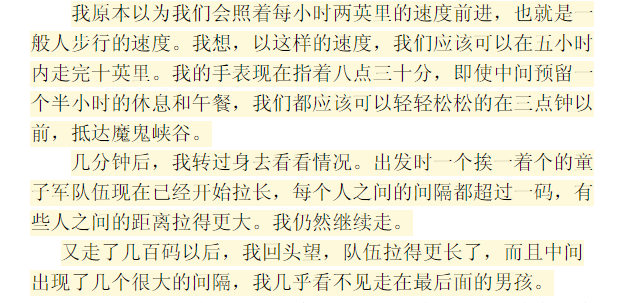 我原本以为我们会照着每小时两英里的速度前进，也就是一
般人步行的速度。我想，以这样的速度，我们应该可以在五小时
内走完十英里。我的手表现在指着八点三十分，即使中间预留一
个半小时的休息和午餐，我们都应该可以轻轻松松的在三点钟以
前，抵达魔鬼峡谷。
几分钟后，我转过身去看看情况。出发时一个挨一着个的童
子军队伍现在已经开始拉长，每个人之间的间隔都超过一码，有
些人之间的距离拉得更大。我仍然继续走。
又走了几百码以后，我回头望，队伍拉得更长了，而且中间
出现了几个很大的间隔，我几乎看不见走在最后面的男孩。